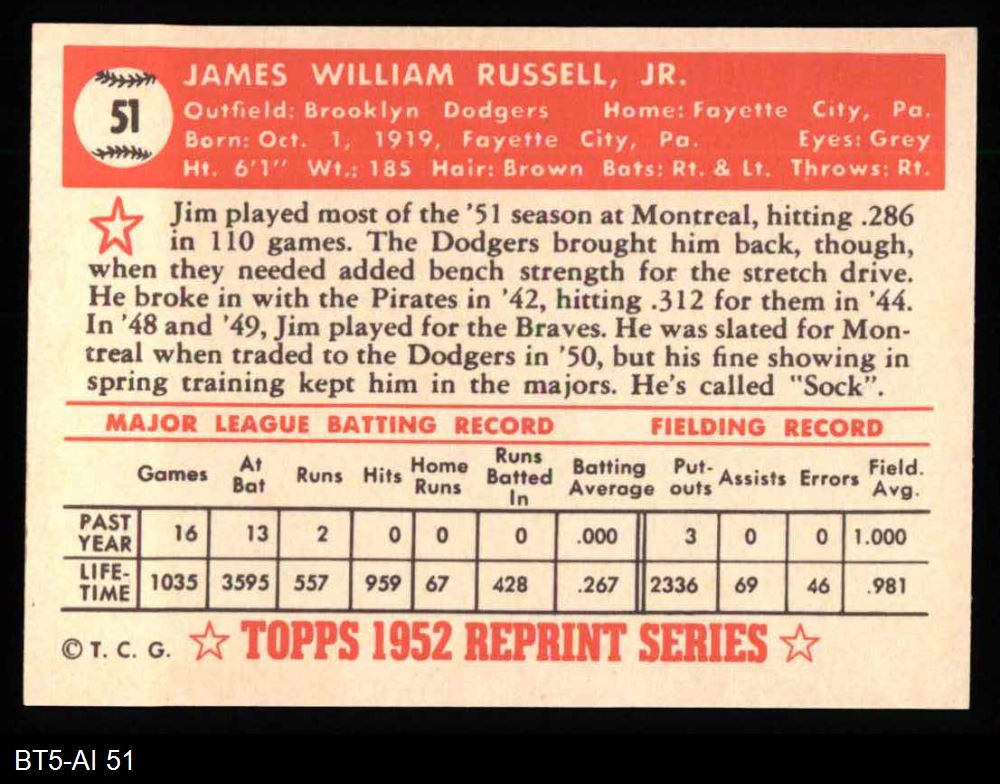 51
JAMES WILLIAM RUSSELL, JR.
Outfield: Brooklyn Dodgers Home: Fayette City, Pa.
Born: Oct. 1, 1919, Fayette City, Pa. Eyes: Grey
Ht. 6'1" Wt.: 185 Hair: Brown Bats: Rt. & Lt. Throws: Rt.
Jim played most of the '51 season at Montreal, hitting .286
in 110 games. The Dodgers brought him back, though,
when they needed added bench strength for the stretch drive.
He broke in with the Pirates in '42, hitting .312 for them in '44.
In '48 and '49, Jim played for the Braves. He was slated for Mon-
treal when traded to the Dodgers in '50, but his fine showing in
spring training kept him in the majors. He's called "Sock".
MAJOR LEAGUE BATTING RECORD FIELDING RECORD
Games At Bat Runs Hits Home Runs Runs Batted In Batting Average Put-outs Assists Errors Field. Avg.
PAST YEAR 16 13 2 0 0 0 .000 3 0 0 1.000
LIFE-TIME 1035 3595 557 959 67 428 .267 2336 69 46 .981
© T. C. G. TOPPS 1952 REPRINT SERIES
BT5-AI 51